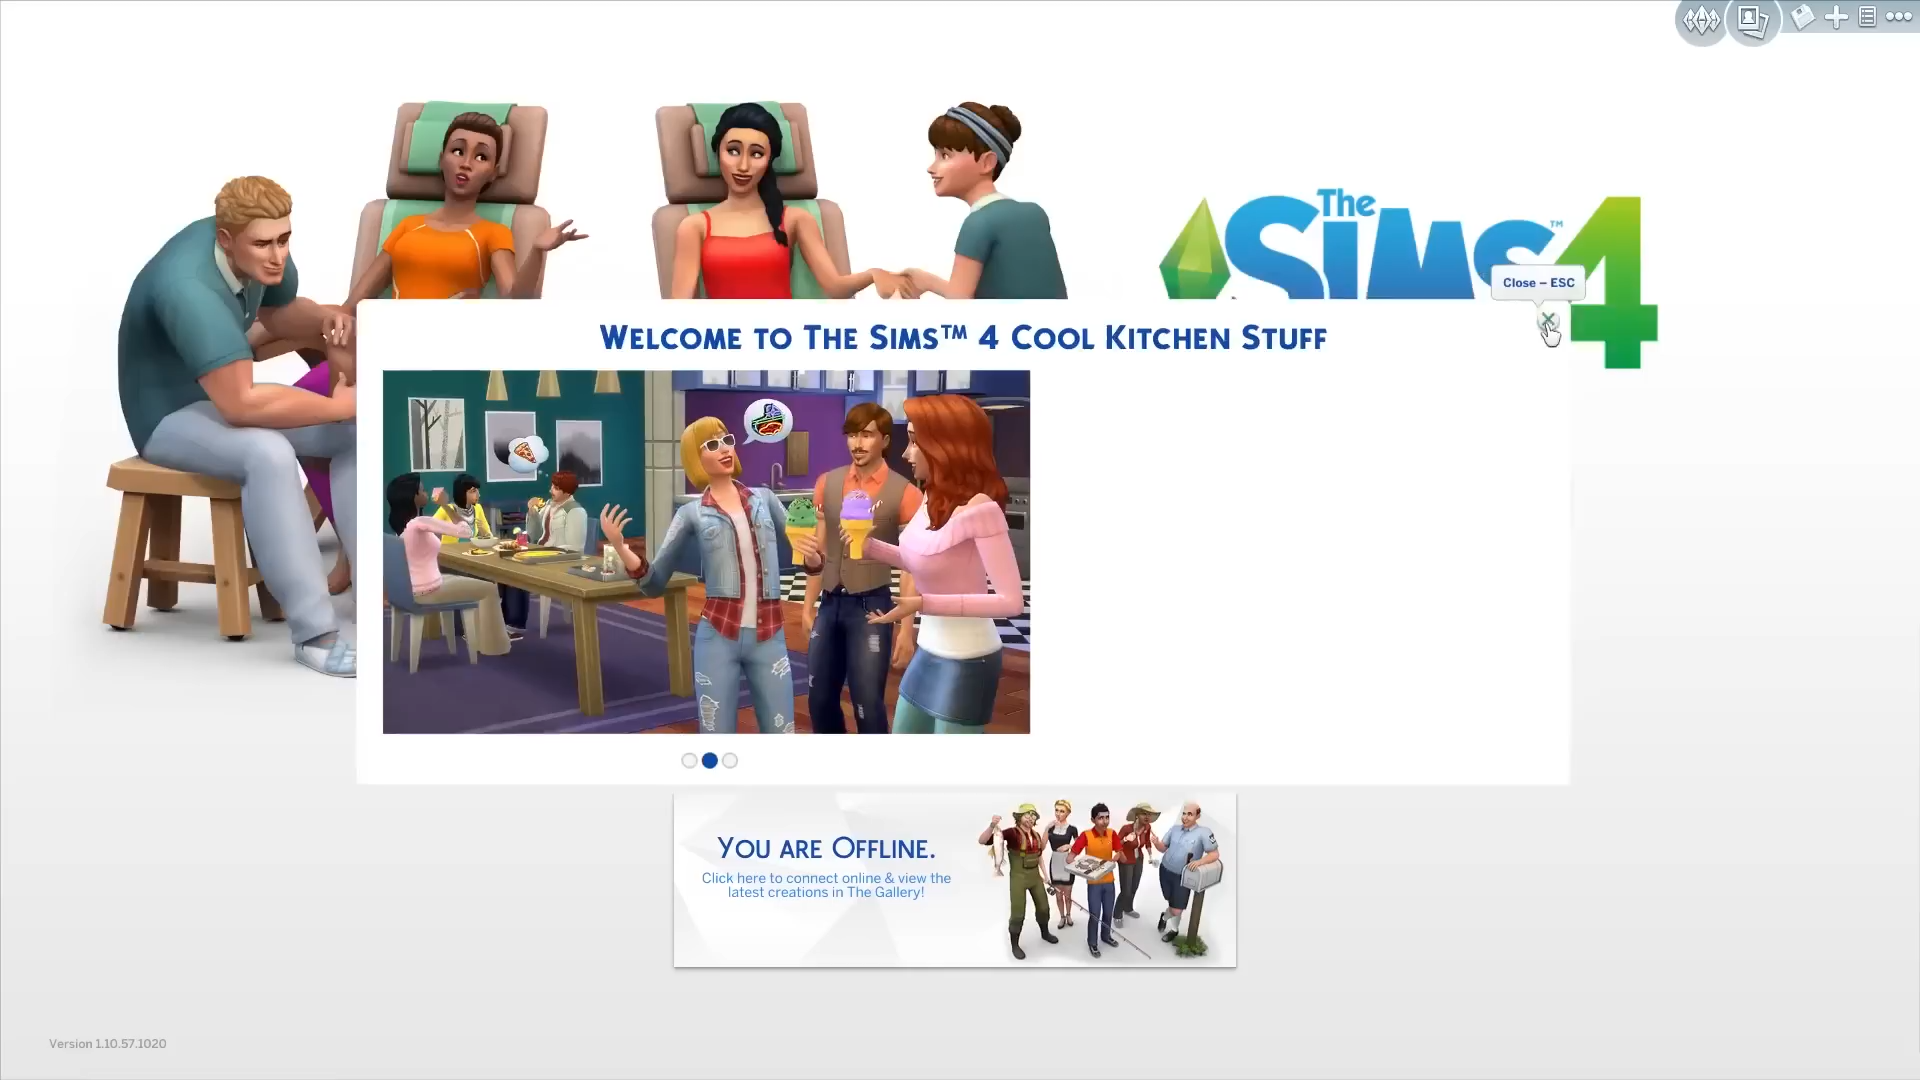 The
SIMS™ 4
Close – ESC
WELCOME TO THE SIMS™ 4 COOL KITCHEN STUFF
YOU ARE OFFLINE.
Click here to connect online & view the
latest creations in The Gallery!
Version 1.10.57.1020